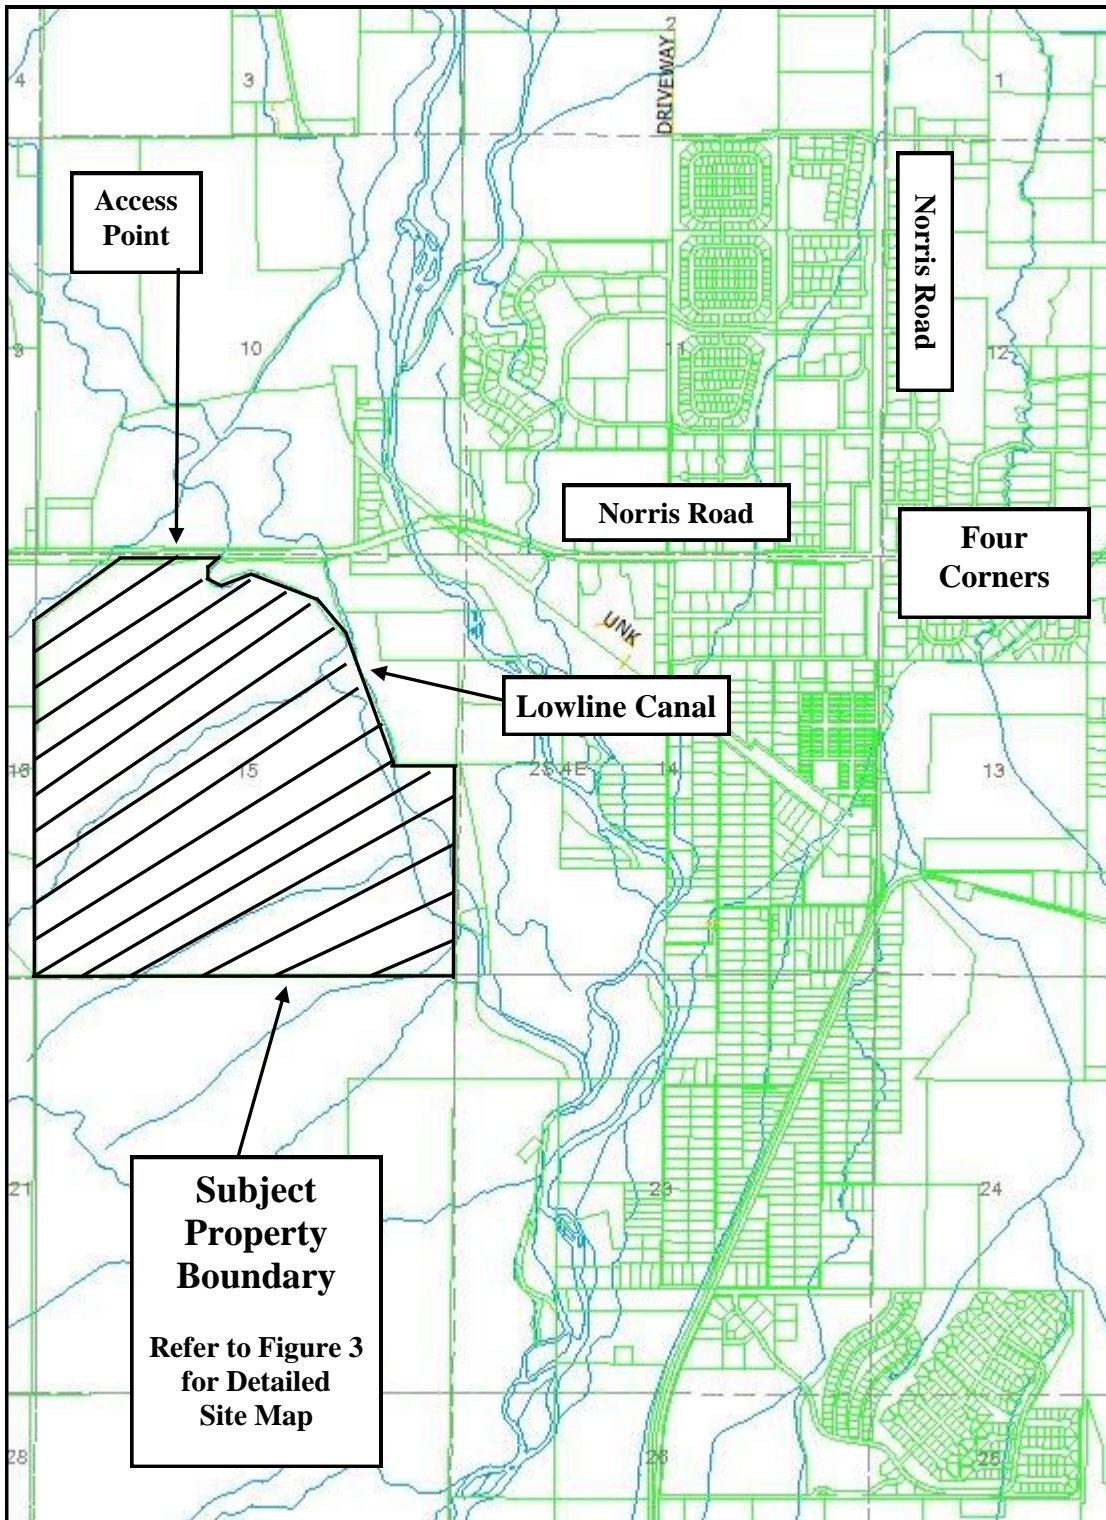 2
4
3
1
DRIVEWAY
Access
Point
Norris Road
9
10
11
12
Norris Road
Four
Corners
UNK
Lowline Canal
16
15
2S 4E
14
13
Subject
Property
Boundary
Refer to Figure 3
for Detailed
Site Map
21
23
24
28
26
25